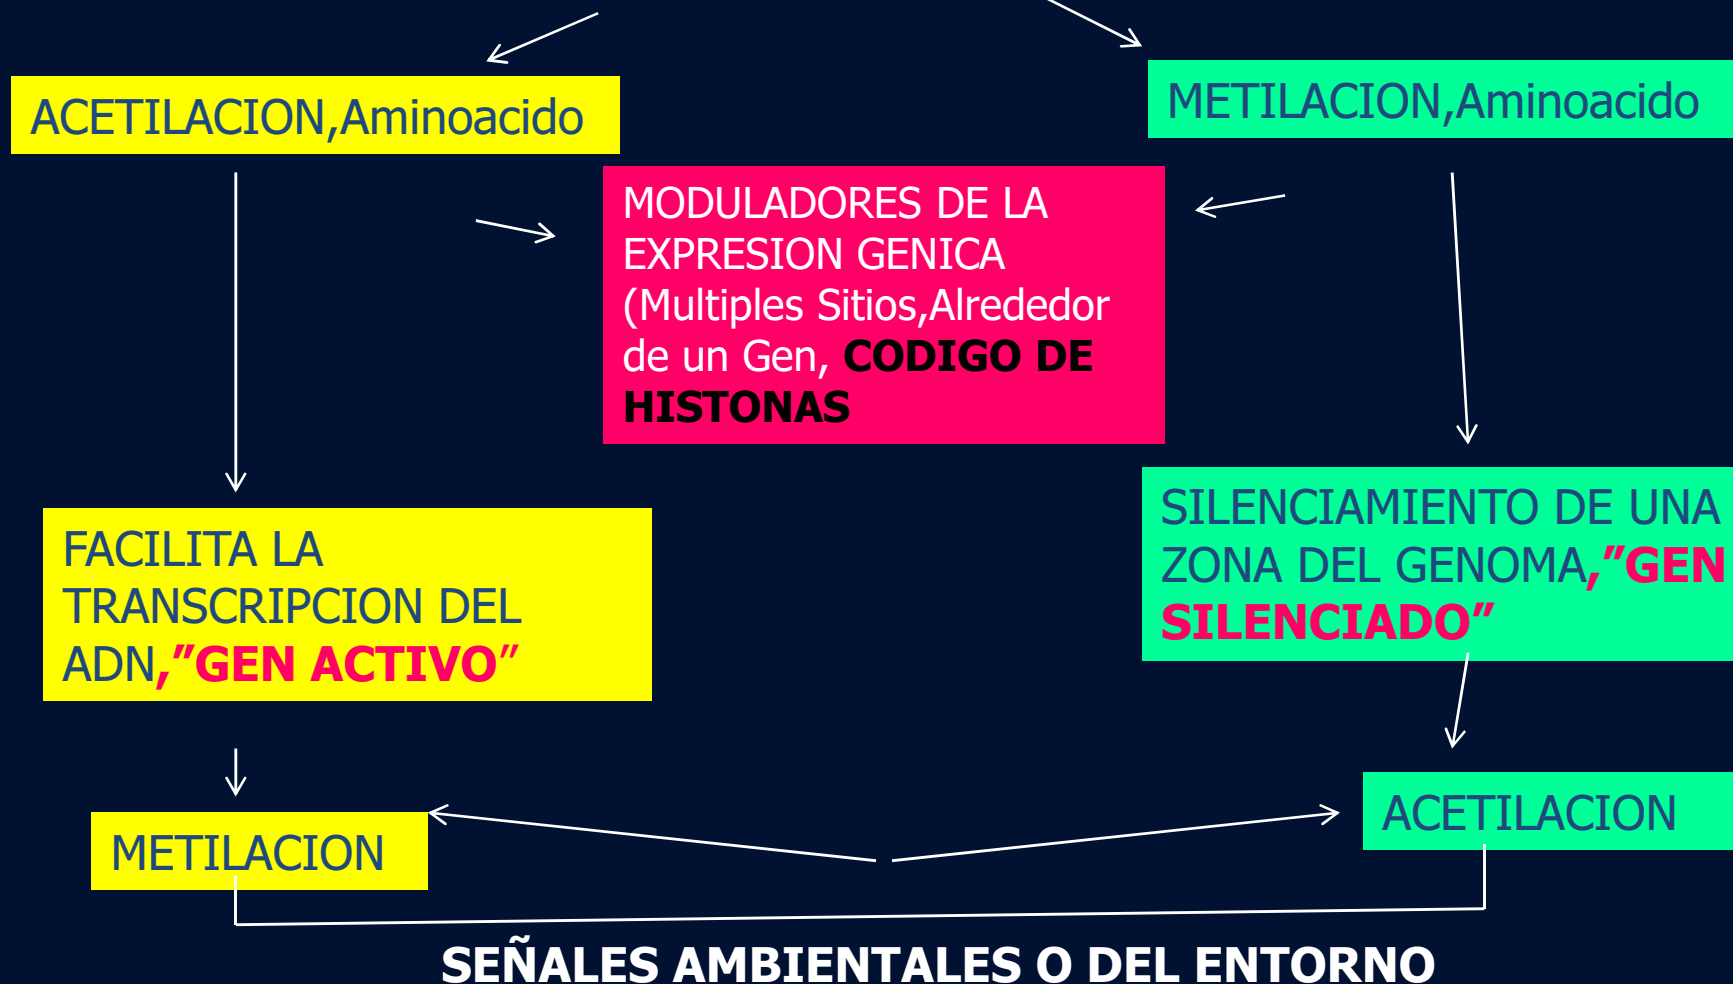 ACETILACION,Aminoacido
METILACION,Aminoacido
MODULADORES DE LA
EXPRESION GENICA
(Multiples Sitios,Alrededor
de un Gen, CODIGO DE
HISTONAS
FACILITA LA
TRANSCRIPCION DEL
ADN,”GEN ACTIVO”
SILENCIAMIENTO DE UNA
ZONA DEL GENOMA,”GEN
SILENCIADO”
METILACION
ACETILACION
SEÑALES AMBIENTALES O DEL ENTORNO